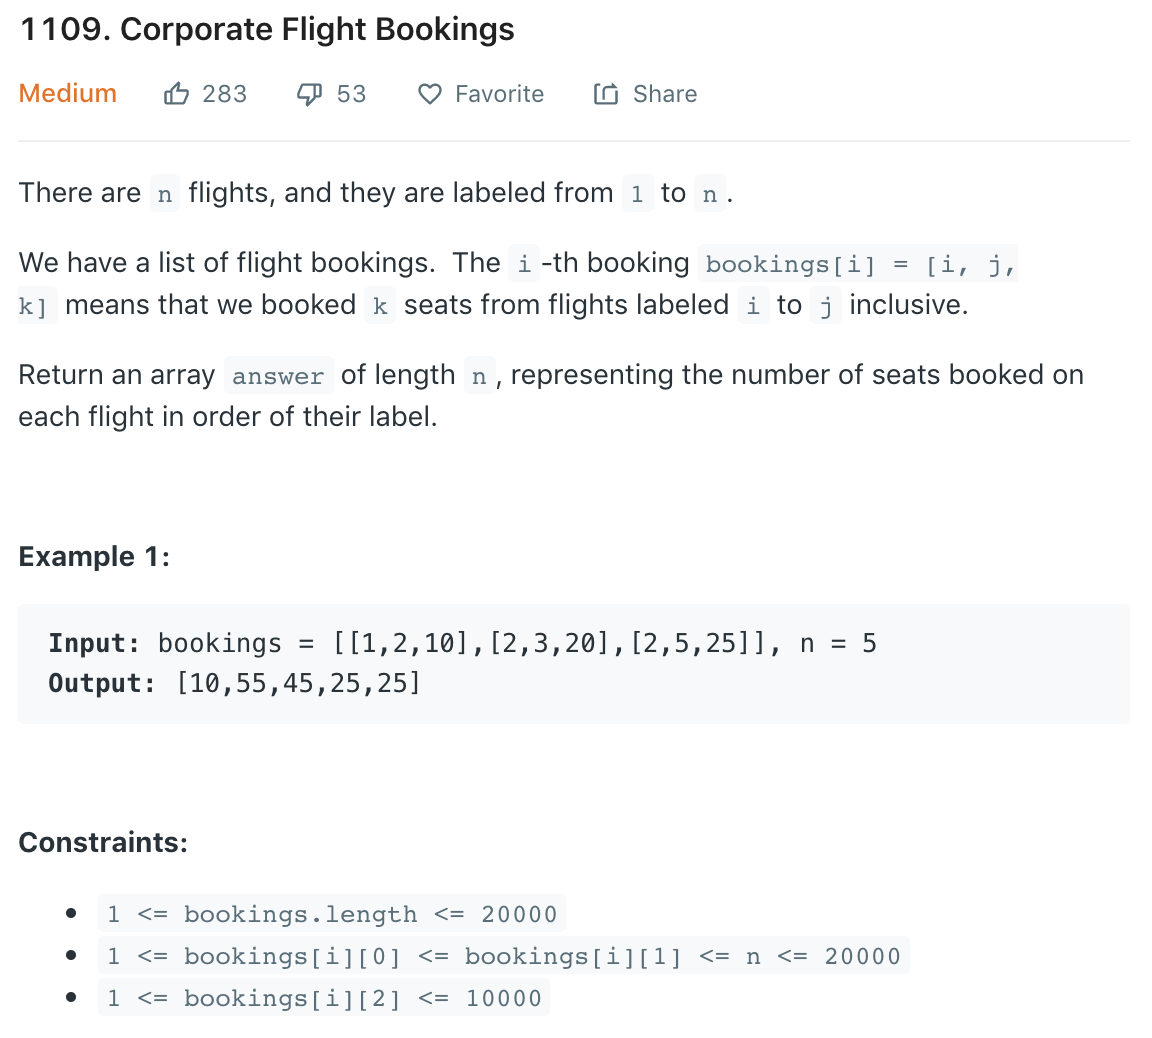 1109. Corporate Flight Bookings
Medium 283 53 Favorite Share
There are n flights, and they are labeled from 1 to n.
We have a list of flight bookings. The i-th booking bookings[i] = [i, j,
k] means that we booked k seats from flights labeled i to j inclusive.
Return an array answer of length n, representing the number of seats booked on
each flight in order of their label.
Example 1:
Input: bookings = [[1,2,10],[2,3,20],[2,5,25]], n = 5
Output: [10,55,45,25,25]
Constraints:
• 1 <= bookings.length <= 20000
• 1 <= bookings[i][0] <= bookings[i][1] <= n <= 20000
• 1 <= bookings[i][2] <= 10000